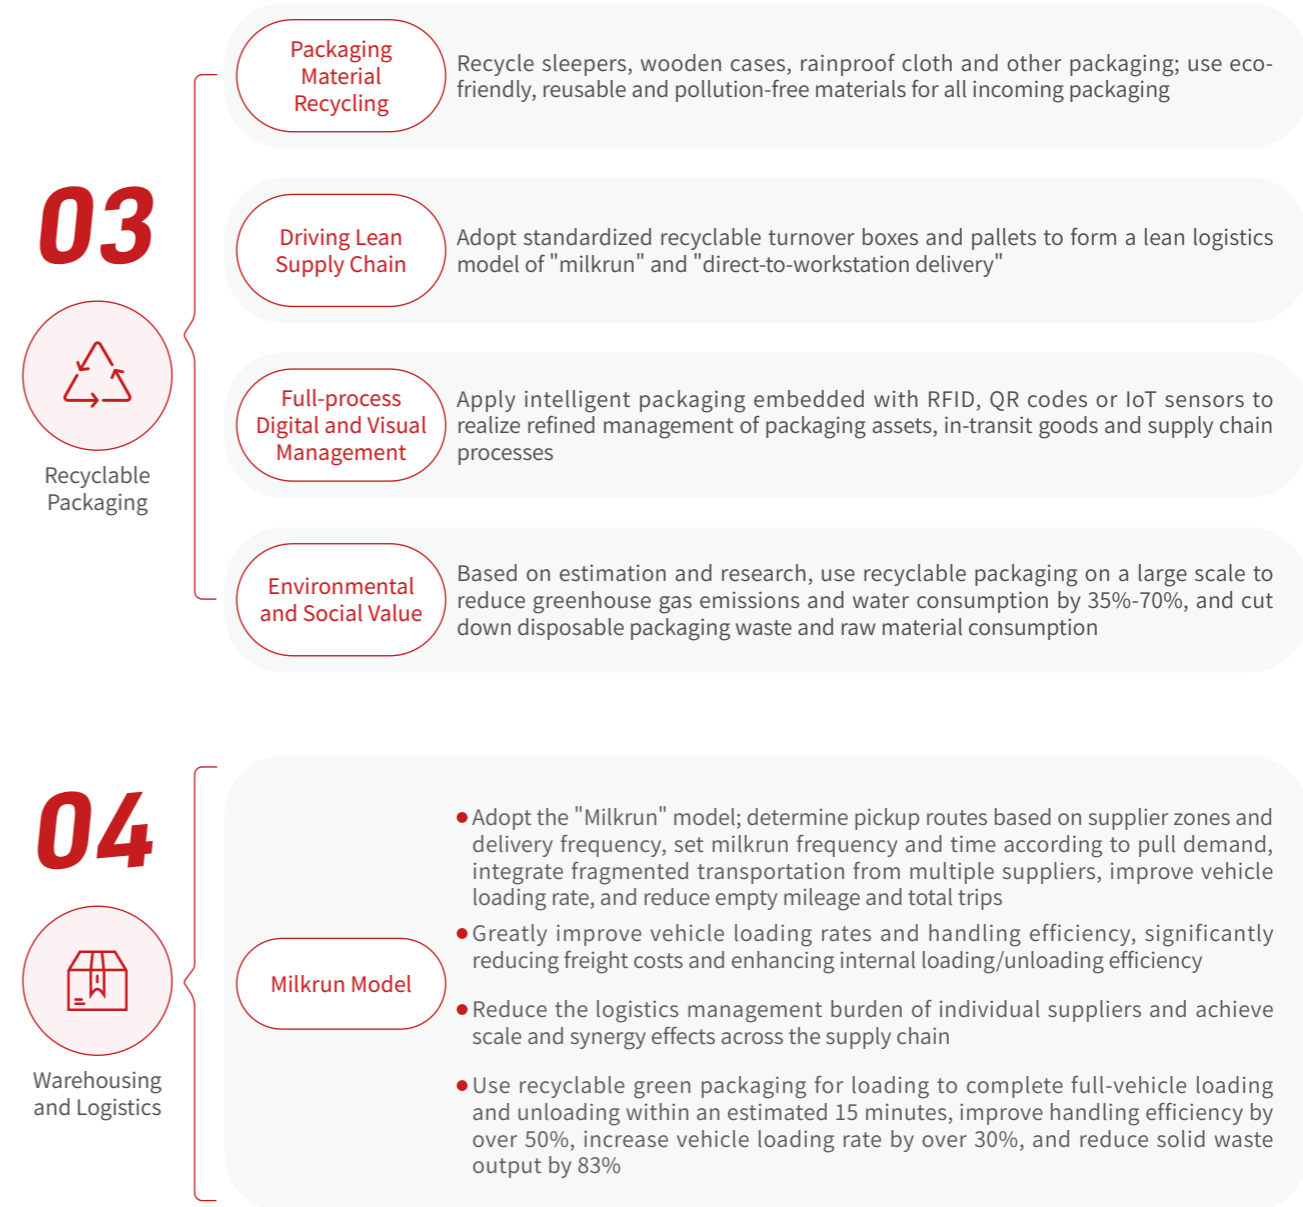 03
Recyclable
Packaging
Packaging
Material
Recycling
Recycle sleepers, wooden cases, rainproof cloth and other packaging; use eco-
friendly, reusable and pollution-free materials for all incoming packaging
Driving Lean
Supply Chain
Adopt standardized recyclable turnover boxes and pallets to form a lean logistics
model of "milkrun" and "direct-to-workstation delivery"
Full-process
Digital and Visual
Management
Apply intelligent packaging embedded with RFID, QR codes or IoT sensors to
realize refined management of packaging assets, in-transit goods and supply chain
processes
Environmental
and Social Value
Based on estimation and research, use recyclable packaging on a large scale to
reduce greenhouse gas emissions and water consumption by 35%-70%, and cut
down disposable packaging waste and raw material consumption
04
Warehousing
and Logistics
Milkrun Model
● Adopt the "Milkrun" model; determine pickup routes based on supplier zones and
delivery frequency, set milkrun frequency and time according to pull demand,
integrate fragmented transportation from multiple suppliers, improve vehicle
loading rate, and reduce empty mileage and total trips
● Greatly improve vehicle loading rates and handling efficiency, significantly
reducing freight costs and enhancing internal loading/unloading efficiency
● Reduce the logistics management burden of individual suppliers and achieve
scale and synergy effects across the supply chain
● Use recyclable green packaging for loading to complete full-vehicle loading
and unloading within an estimated 15 minutes, improve handling efficiency by
over 50%, increase vehicle loading rate by over 30%, and reduce solid waste
output by 83%